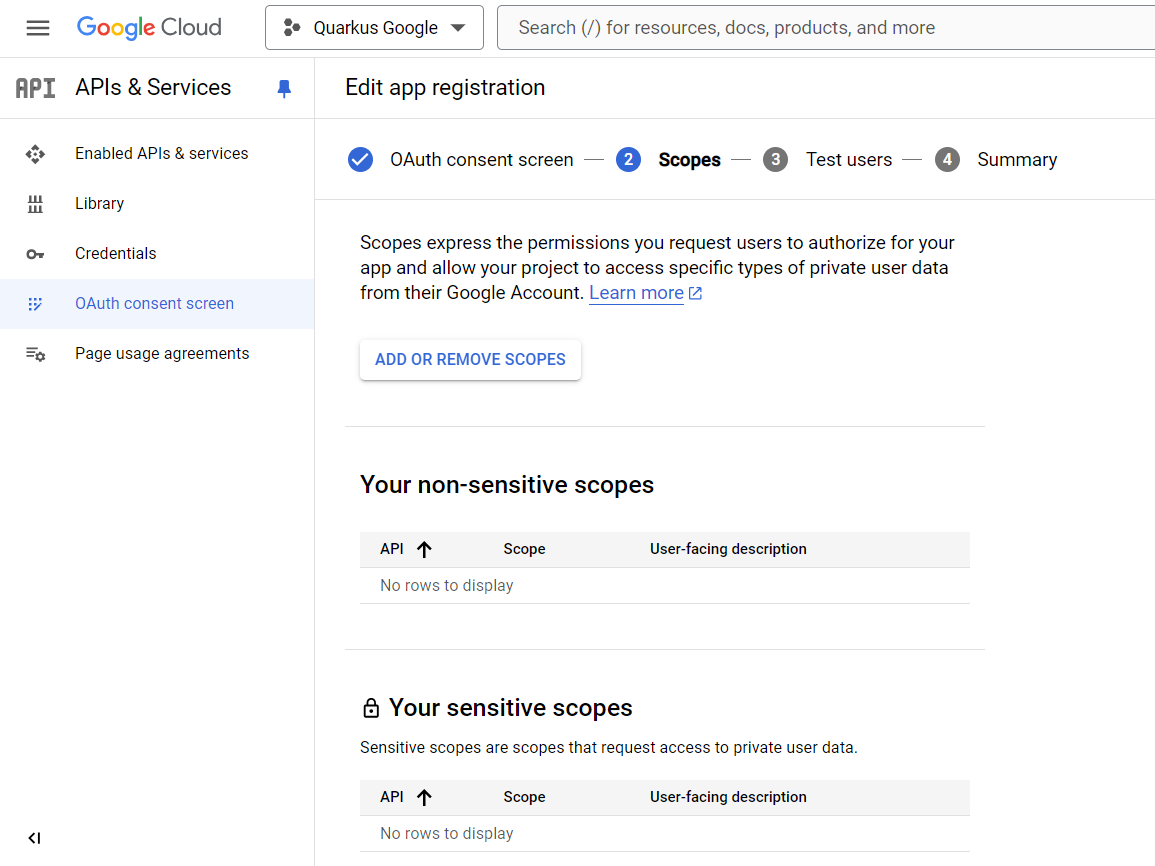 Google Cloud
Quarkus Google
Search (/) for resources, docs, products, and more
API
APIs & Services
Edit app registration
Enabled APIs & services
Library
Credentials
OAuth consent screen
Page usage agreements
OAuth consent screen
2 Scopes
3 Test users
4 Summary
Scopes express the permissions you request users to authorize for your
app and allow your project to access specific types of private user data
from their Google Account. Learn more
ADD OR REMOVE SCOPES
Your non-sensitive scopes
API Scope User-facing description
No rows to display
Your sensitive scopes
Sensitive scopes are scopes that request access to private user data.
API Scope User-facing description
No rows to display